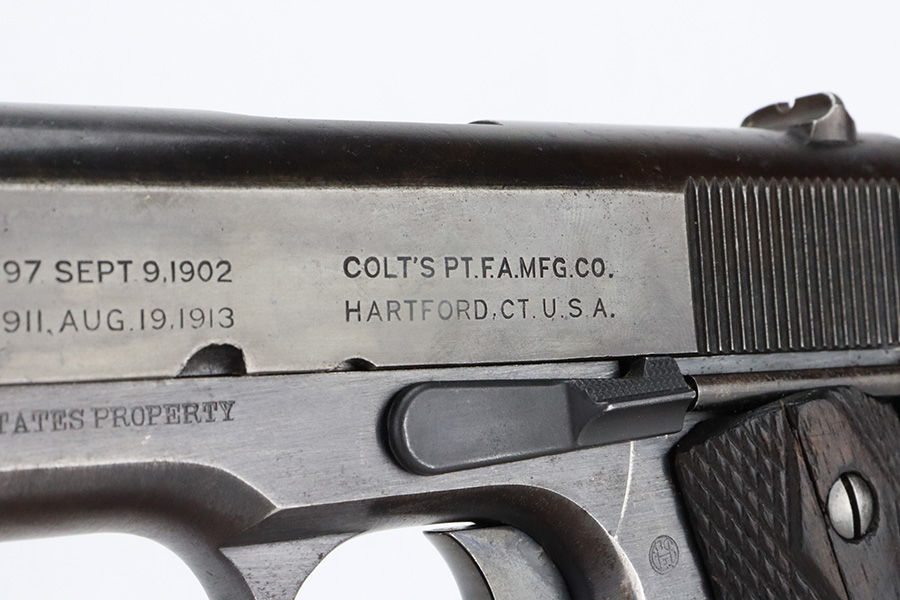 97 SEPT. 9,1902
911, AUG.19,1913
COLT'S PT.F.A.MFG.CO.
HARTFORD,CT.U.S.A.
TATES PROPERTY